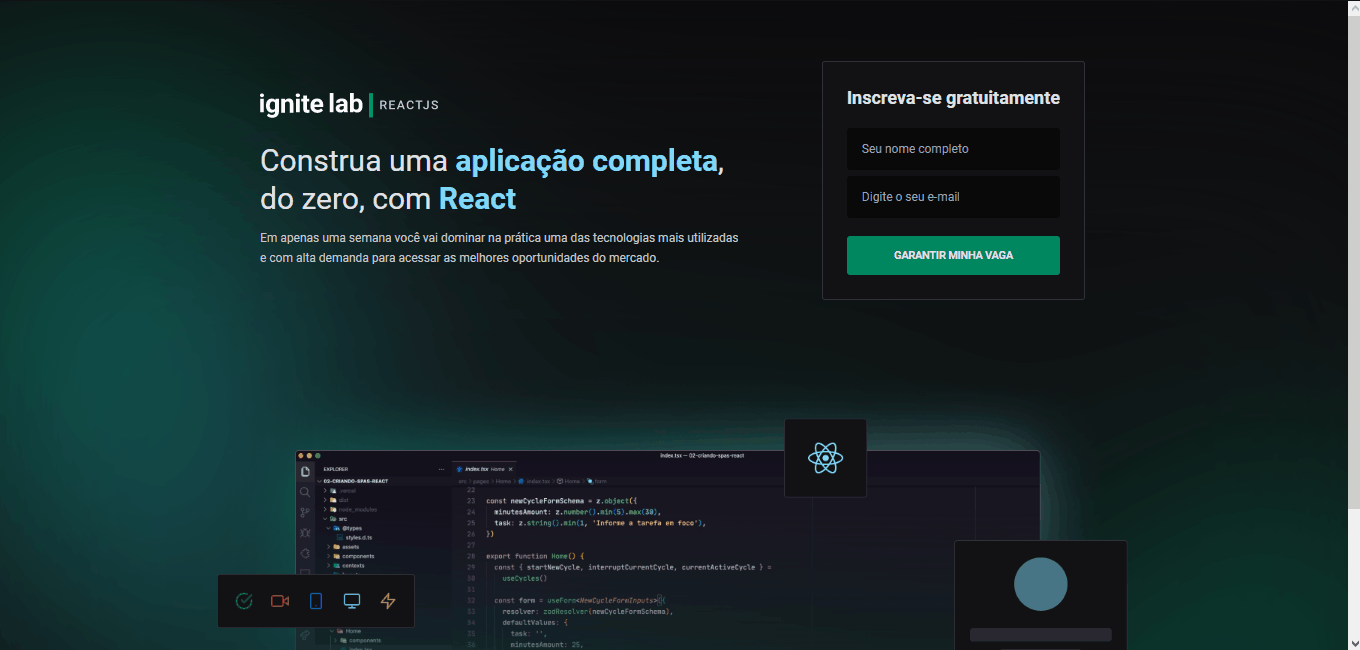 ignite lab | REACTJS
Construa uma aplicação completa,
do zero, com React
Em apenas uma semana você vai dominar na prática uma das tecnologias mais utilizadas
e com alta demanda para acessar as melhores oportunidades do mercado.
Inscreva-se gratuitamente
Seu nome completo
Digite o seu e-mail
GARANTIR MINHA VAGA
index.tsx — 02-criando-spas-react
EXPLORER
02-CRIANDO-SPAS-REACT
.vercel
dist
node_modules
src
@types
styles.d.ts
assets
components
contexts
Home
components
index.tsx Home
src > pages > Home > index.tsx > Home > form
22
23 const newCycleFormSchema = z.object({
24 minutesAmount: z.number().min(5).max(30),
25 task: z.string().min(1, 'Informe a tarefa em foco'),
26 })
27
28 export function Home() {
29 const { startNewCycle, interruptCurrentCycle, currentActiveCycle } =
30 useCycles()
31
32 const form = useForm<NewCycleFormInputs>({
33 resolver: zodResolver(newCycleFormSchema),
34 defaultValues: {
35 task: '',
36 minutesAmount: 25,